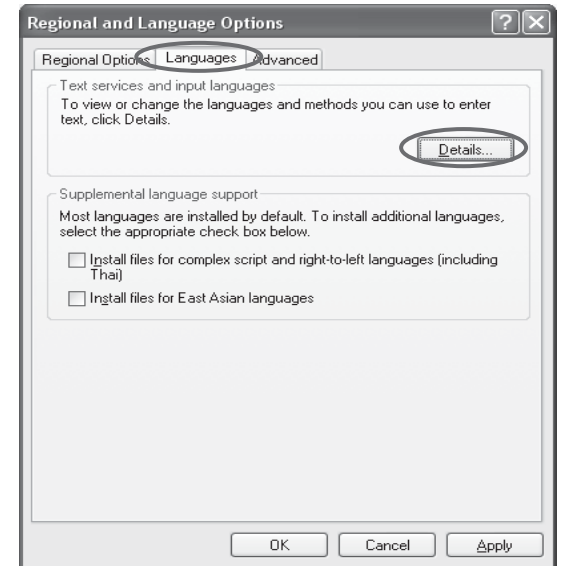 Regional and Language Options
Regional Options Languages Advanced
Text services and input languages
To view or change the languages and methods you can use to enter
text, click Details.
Details...
Supplemental language support
Most languages are installed by default. To install additional languages,
select the appropriate check box below.
Install files for complex script and right-to-left languages (including
Thai)
Install files for East Asian languages
OK Cancel Apply